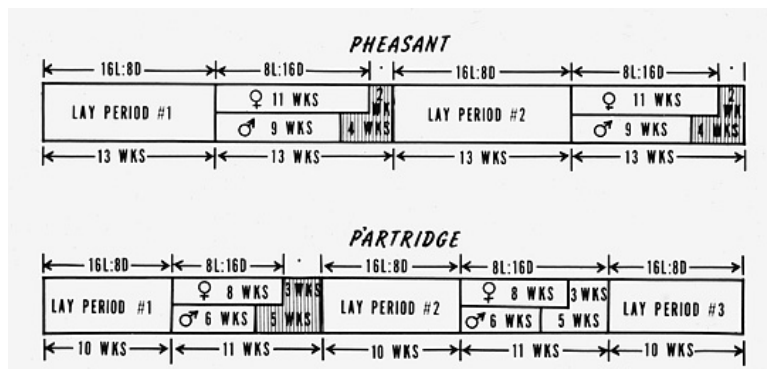 PHEASANT
16L:8D 8L:16D 16L:8D 8L:16D
LAY PERIOD #1 ♀ 11 WKS 2 WK LAY PERIOD #2 ♀ 11 WKS 2 WK
♂ 9 WKS 4 WKS ♂ 9 WKS 4 WKS
13 WKS 13 WKS 13 WKS 13 WKS
PARTRIDGE
16L:8D 8L:16D 16L:8D 8L:16D 16L:8D
LAY PERIOD #1 ♀ 8 WKS 3 WKS LAY PERIOD #2 ♀ 8 WKS 3 WKS LAY PERIOD #3
♂ 6 WKS 5 WKS ♂ 6 WKS 5 WKS
10 WKS 11 WKS 10 WKS 11 WKS 10 WKS